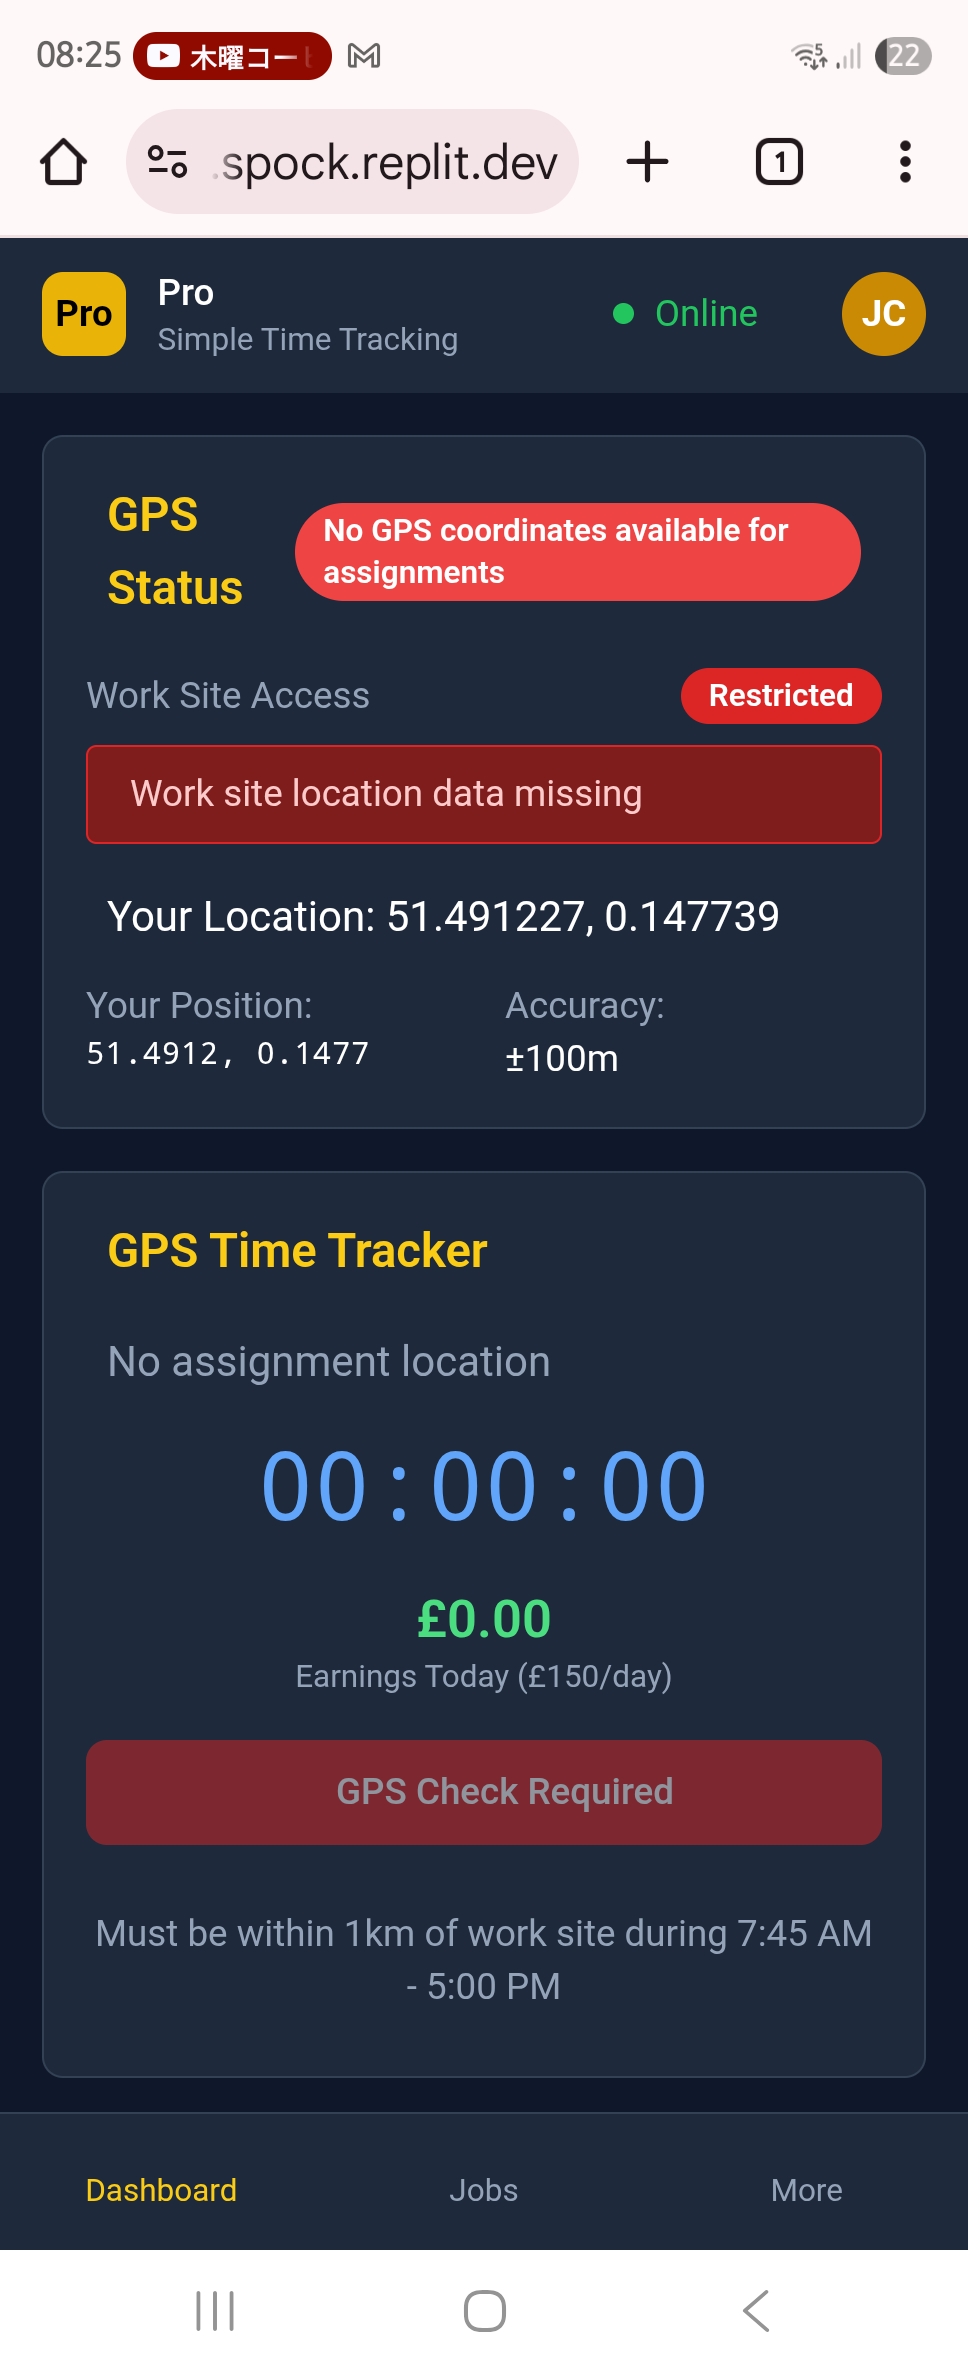 08:25
木曜コー
5
22
.spock.replit.dev
1
Pro
Pro
Simple Time Tracking
Online
JC
GPS
Status
No GPS coordinates available for
assignments
Work Site Access
Restricted
Work site location data missing
Your Location: 51.491227, 0.147739
Your Position:
Accuracy:
51.4912, 0.1477
±100m
GPS Time Tracker
No assignment location
00:00:00
£0.00
Earnings Today (£150/day)
GPS Check Required
Must be within 1km of work site during 7:45 AM
- 5:00 PM
Dashboard
Jobs
More